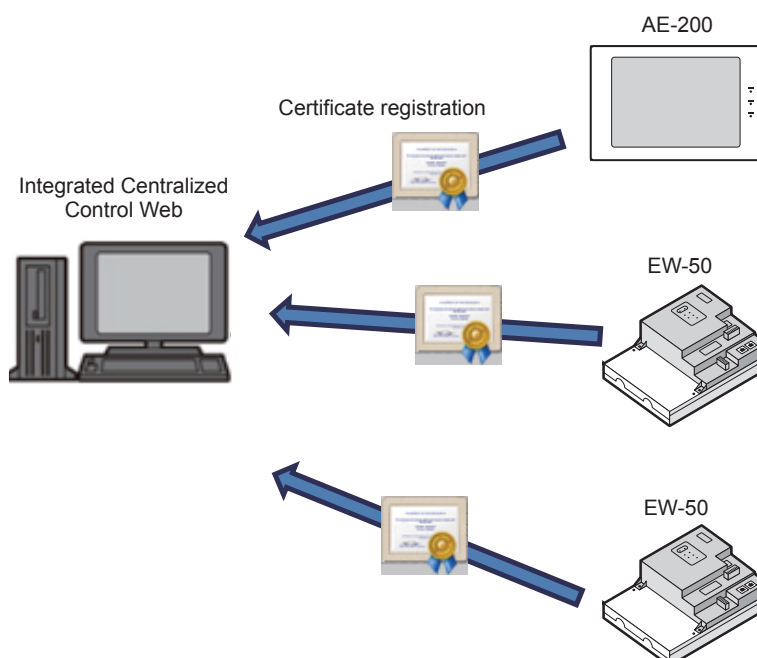 AE-200
Certificate registration
Integrated Centralized
Control Web
EW-50
EW-50